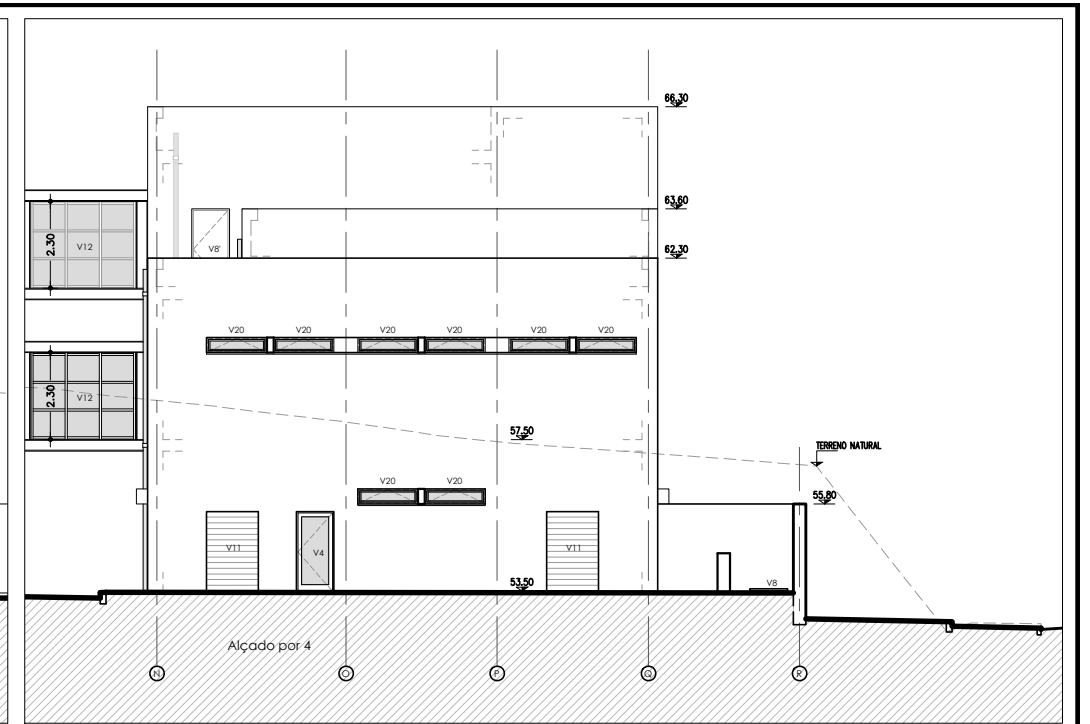 66.30
63.60
V8'
2.30
V12
62.30
V20 V20 V20 V20 V20 V20
2.30
V12
57.50
TERRENO NATURAL
V20 V20
55.80
V11
V4
V11
53.50
V8
Alçado por 4
N O P Q R